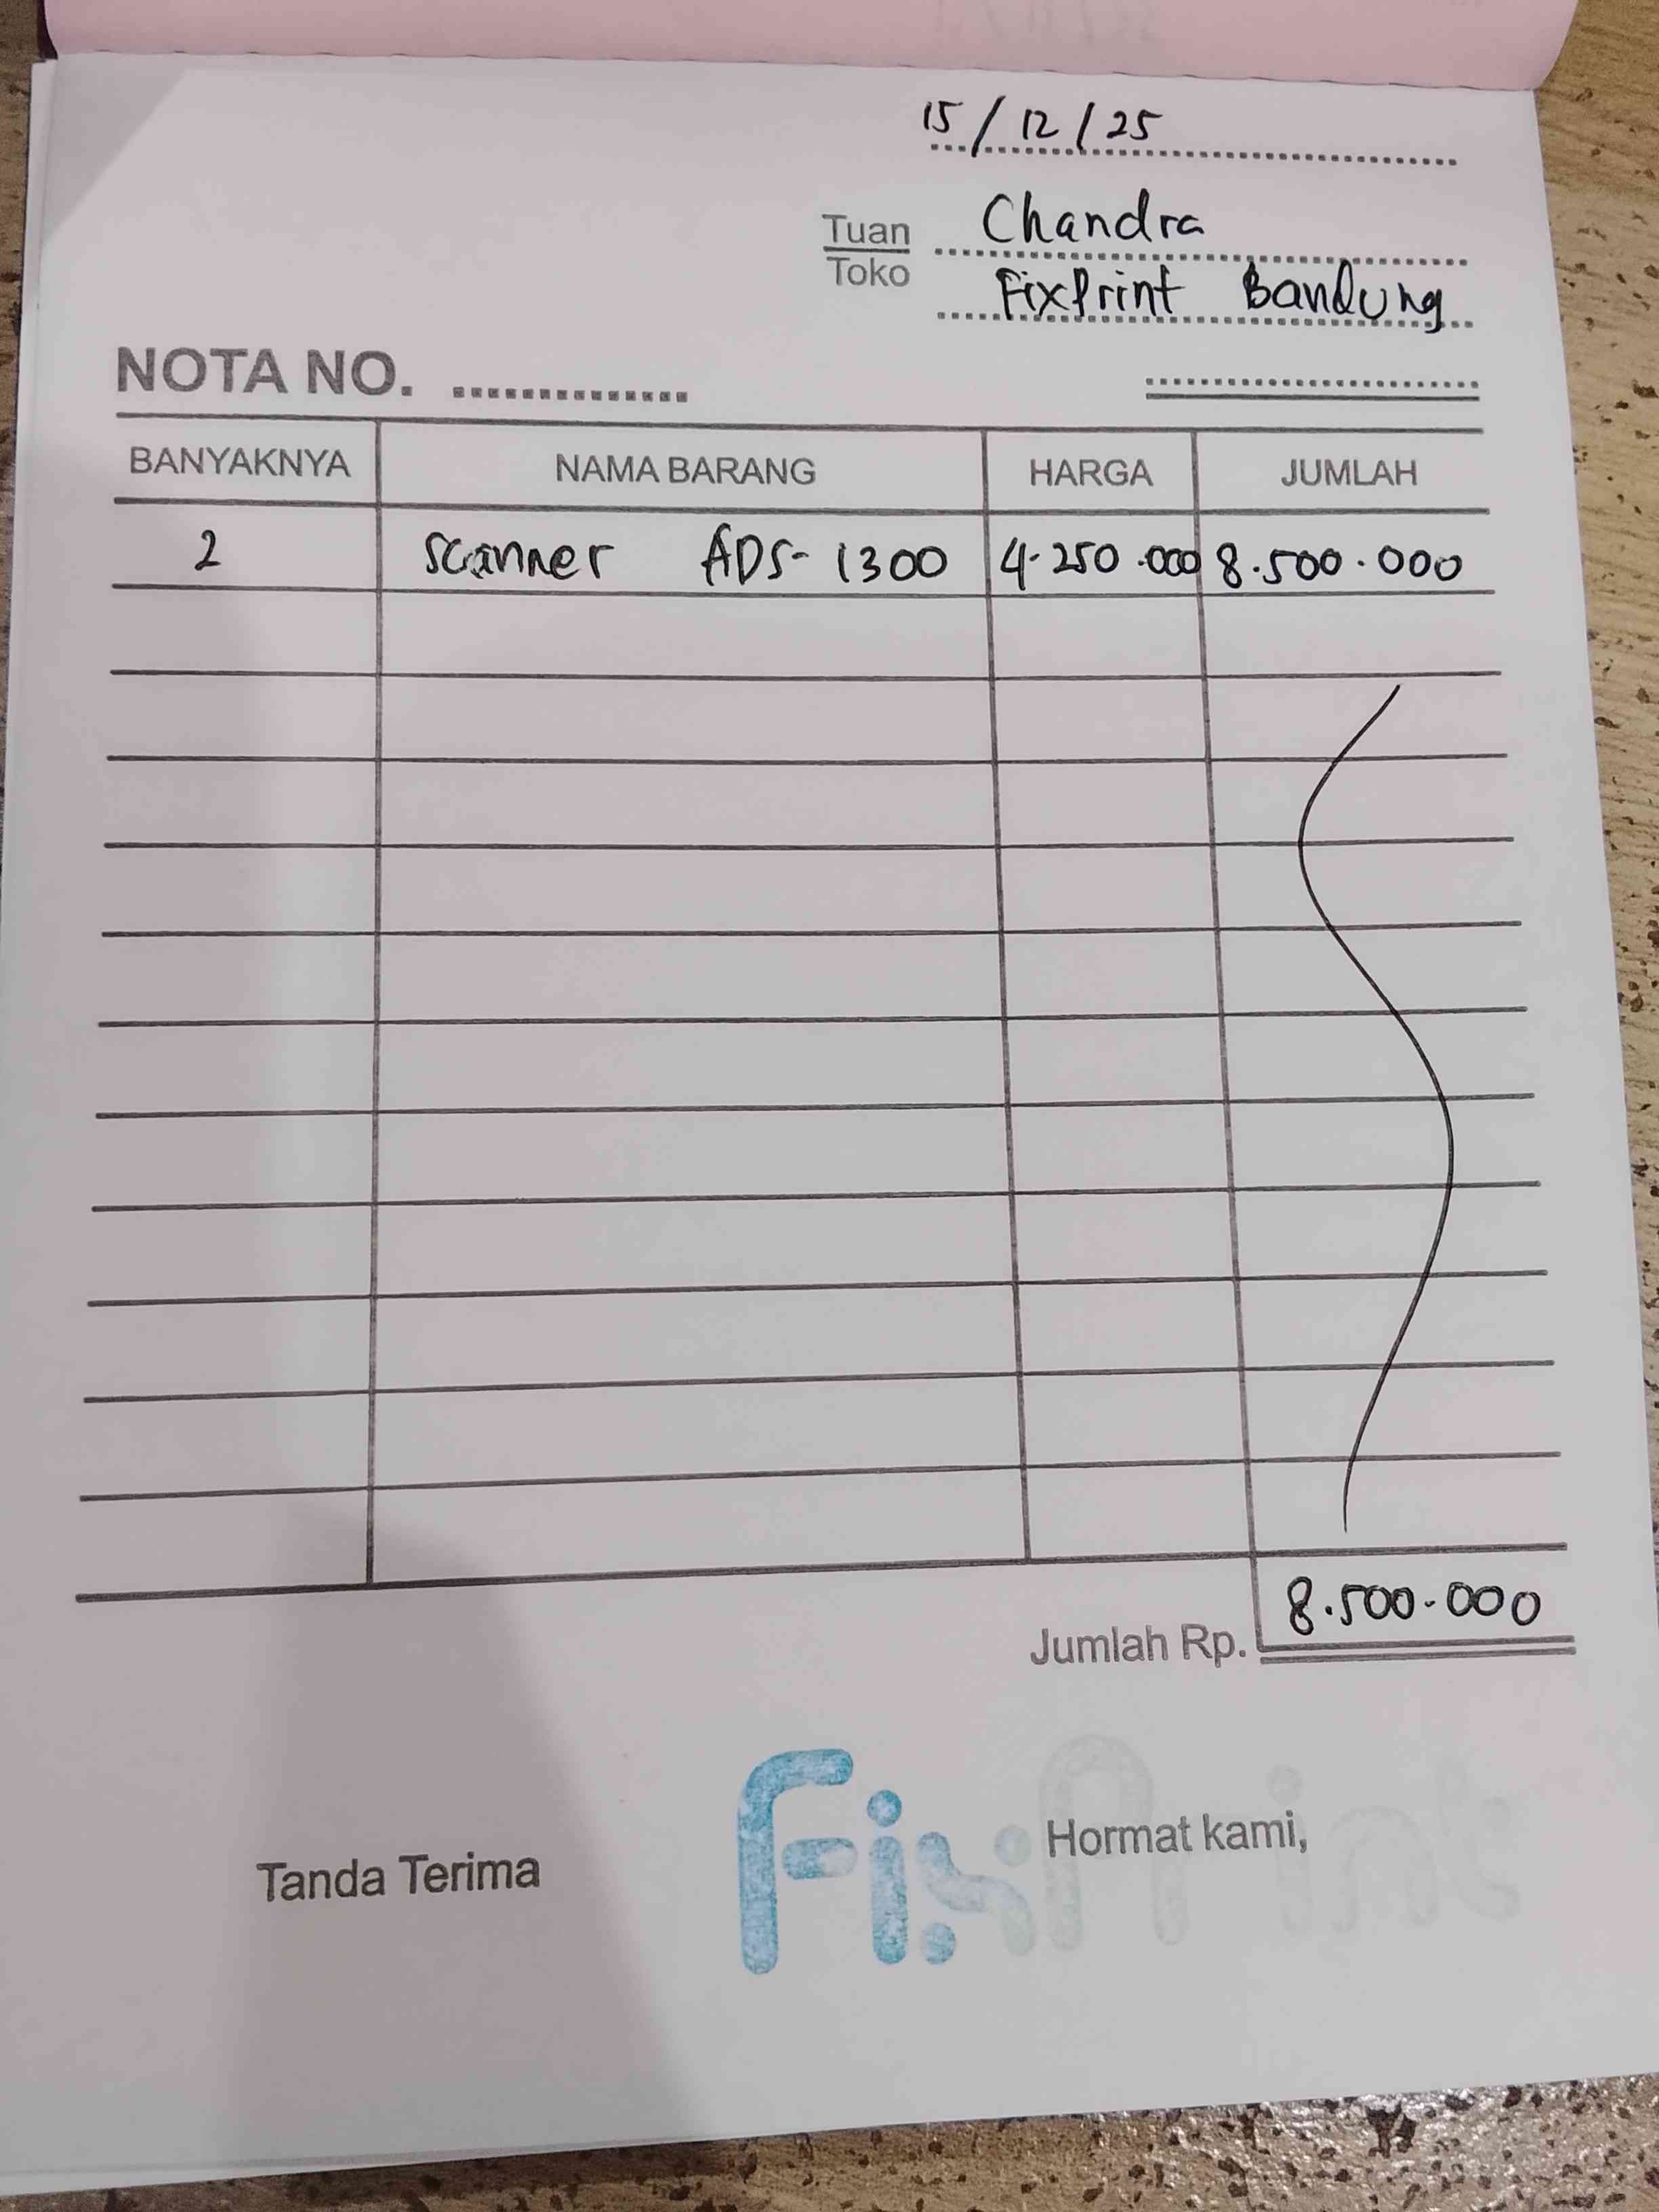 15/12/25
Tuan Chandra
Toko FixPrint Bandung
NOTA NO.
BANYAKNYA NAMA BARANG HARGA JUMLAH
2 Scanner ADS-1300 4.250.000 8.500.000
Jumlah Rp. 8.500.000
Tanda Terima Hormat kami,
FixPrint